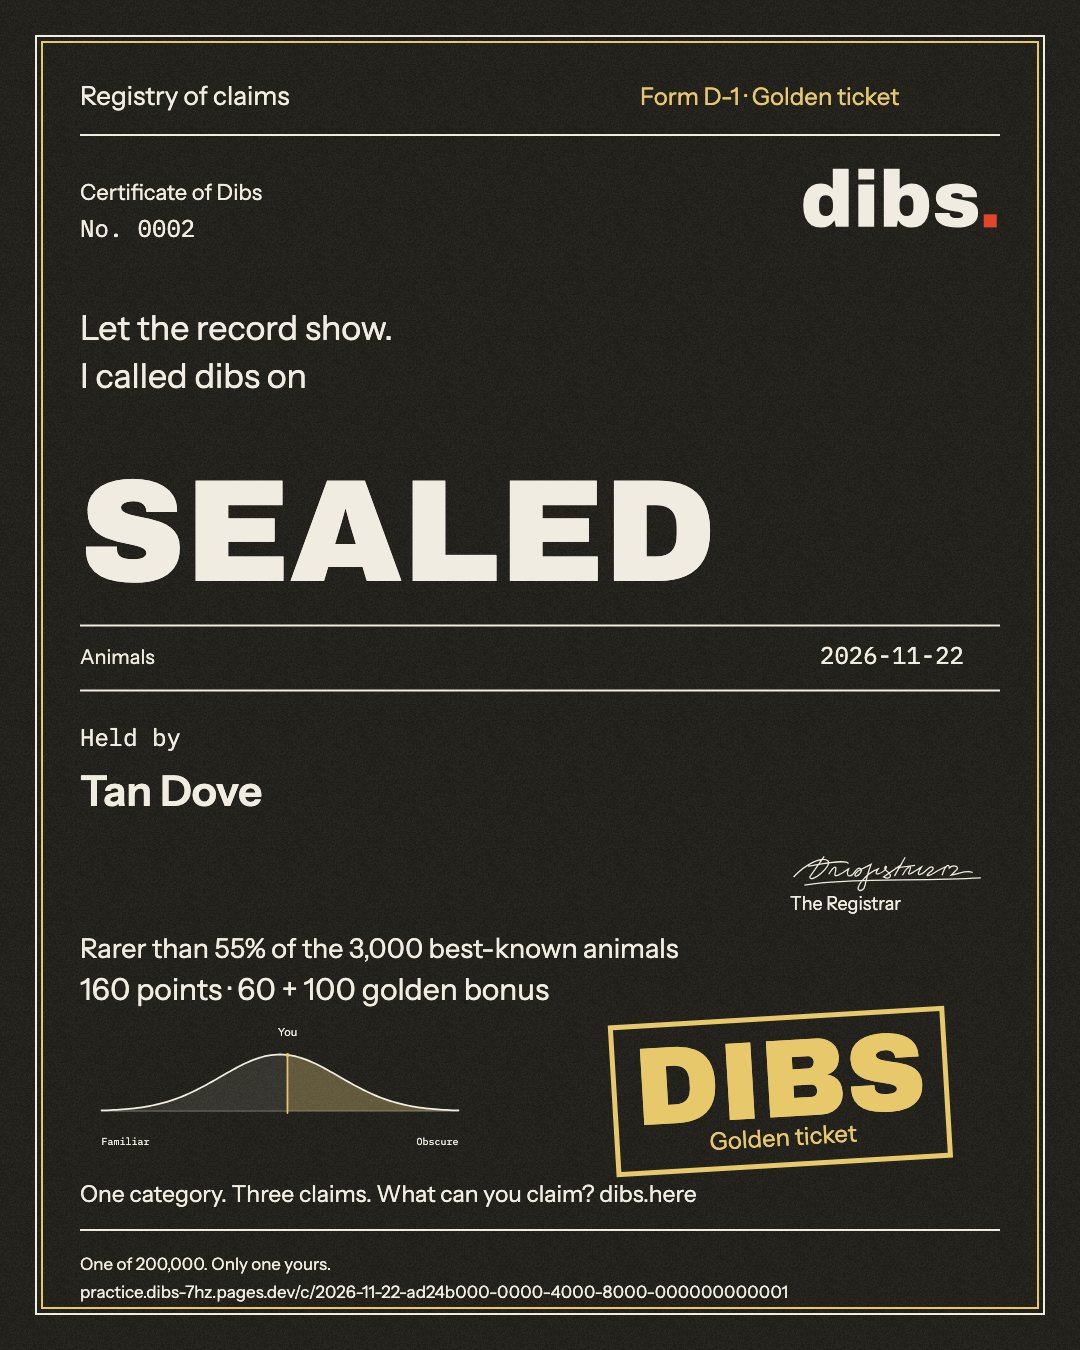 Registry of claims
Form D-1 · Golden ticket
Certificate of Dibs
No. 0002
dibs.
Let the record show.
I called dibs on
SEALED
Animals
2026-11-22
Held by
Tan Dove
The Registrar
Rarer than 55% of the 3,000 best-known animals
160 points · 60 + 100 golden bonus
You
Familiar
Obscure
DIBS
Golden ticket
One category. Three claims. What can you claim? dibs.here
One of 200,000. Only one yours.
practice.dibs-7hz.pages.dev/c/2026-11-22-ad24b000-0000-4000-8000-000000000001